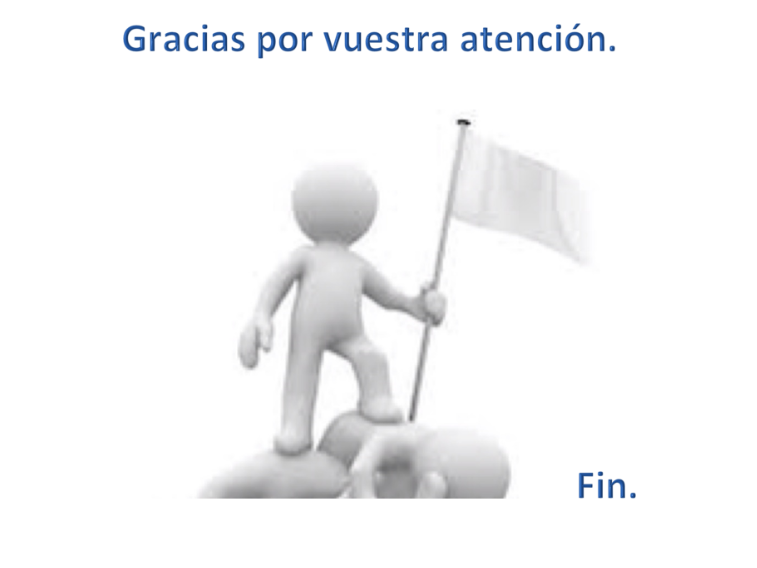 Gracias por vuestra atención.
Fin.